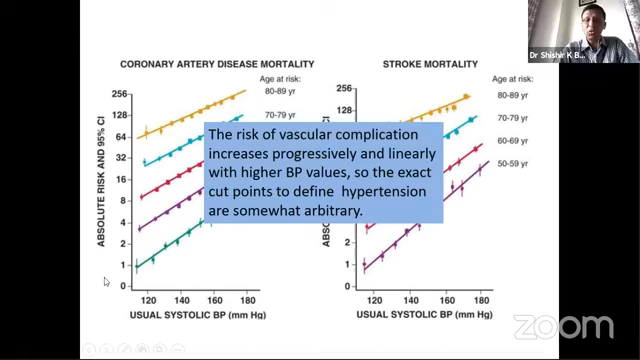 Dr Shishir K B...
CORONARY ARTERY DISEASE MORTALITY
STROKE MORTALITY
Age at risk:
80-89 yr
70-79 yr
Age at risk:
80-89 yr
70-79 yr
60-69 yr
50-59 yr
ABSOLUTE RISK AND 95% CI
256
128
64
32
16
8
4
2
1
0
120
140
160
180
USUAL SYSTOLIC BP (mm Hg)
256
128
2
1
0
120
140
160
180
USUAL SYSTOLIC BP (mm Hg)
The risk of vascular complication
increases progressively and linearly
with higher BP values, so the exact
cut points to define hypertension
are somewhat arbitrary.
zoom